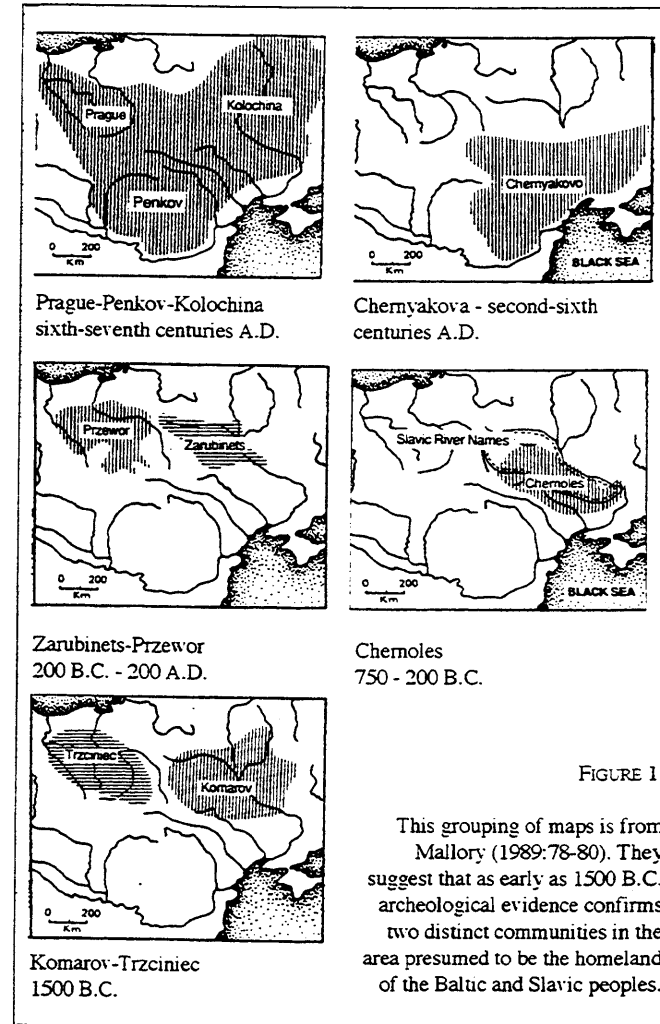 Prague
Kolochina
Penkov
0 200
Km
Prague-Penkov-Kolochina
sixth-seventh centuries A.D.
Chernyakovo
0 200
Km
BLACK SEA
Chernyakova - second-sixth
centuries A.D.
Przewor
Zarubinets
0 200
Km
Zarubinets-Przewor
200 B.C. - 200 A.D.
Slavic River Names
Chernoles
0 200
Km
BLACK SEA
Chernoles
750 - 200 B.C.
Trzciniec
Komarov
0 200
Km
Komarov-Trzciniec
1500 B.C.
FIGURE 1
This grouping of maps is from
Mallory (1989:78-80). They
suggest that as early as 1500 B.C.
archeological evidence confirms
two distinct communities in the
area presumed to be the homeland
of the Baltic and Slavic peoples.